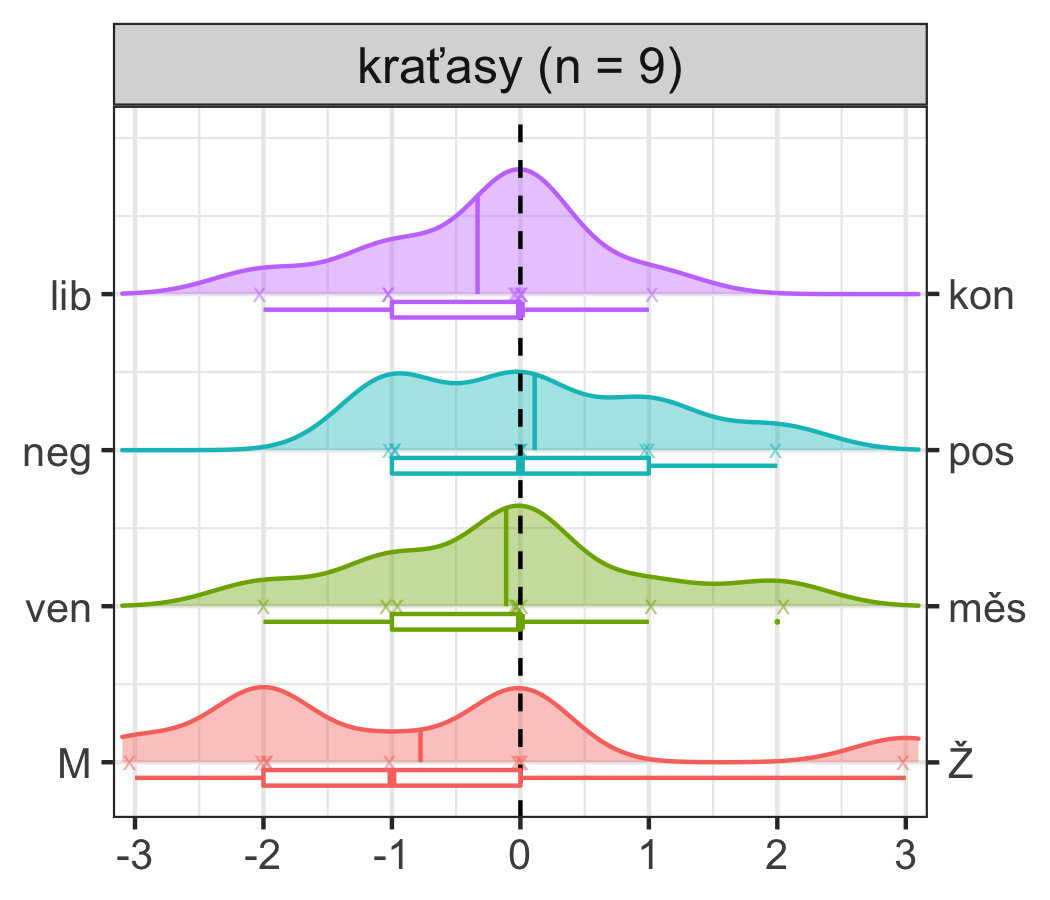 kraťasy (n = 9)
lib kon
neg pos
ven měs
M Ž
-3 -2 -1 0 1 2 3